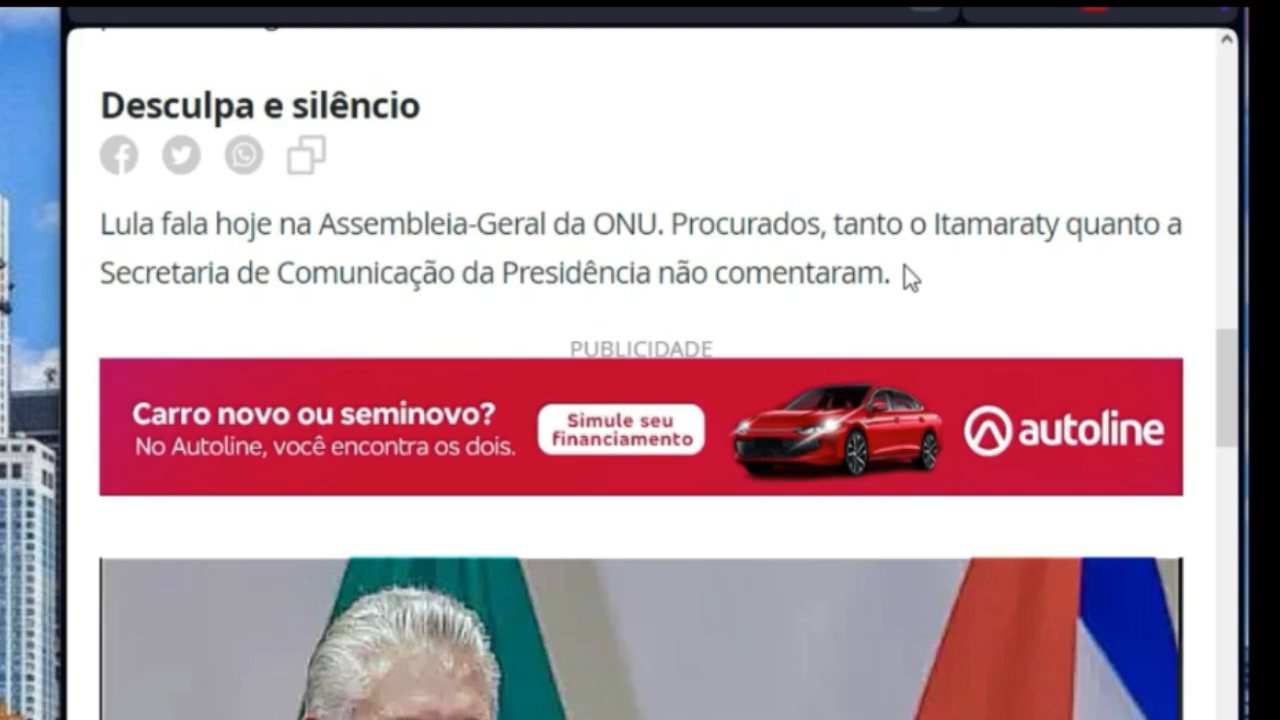 Desculpa e silêncio
Lula fala hoje na Assembleia-Geral da ONU. Procurados, tanto o Itamaraty quanto a
Secretaria de Comunicação da Presidência não comentaram.
PUBLICIDADE
Carro novo ou seminovo?
No Autoline, você encontra os dois.
Simule seu
financiamento
autoline